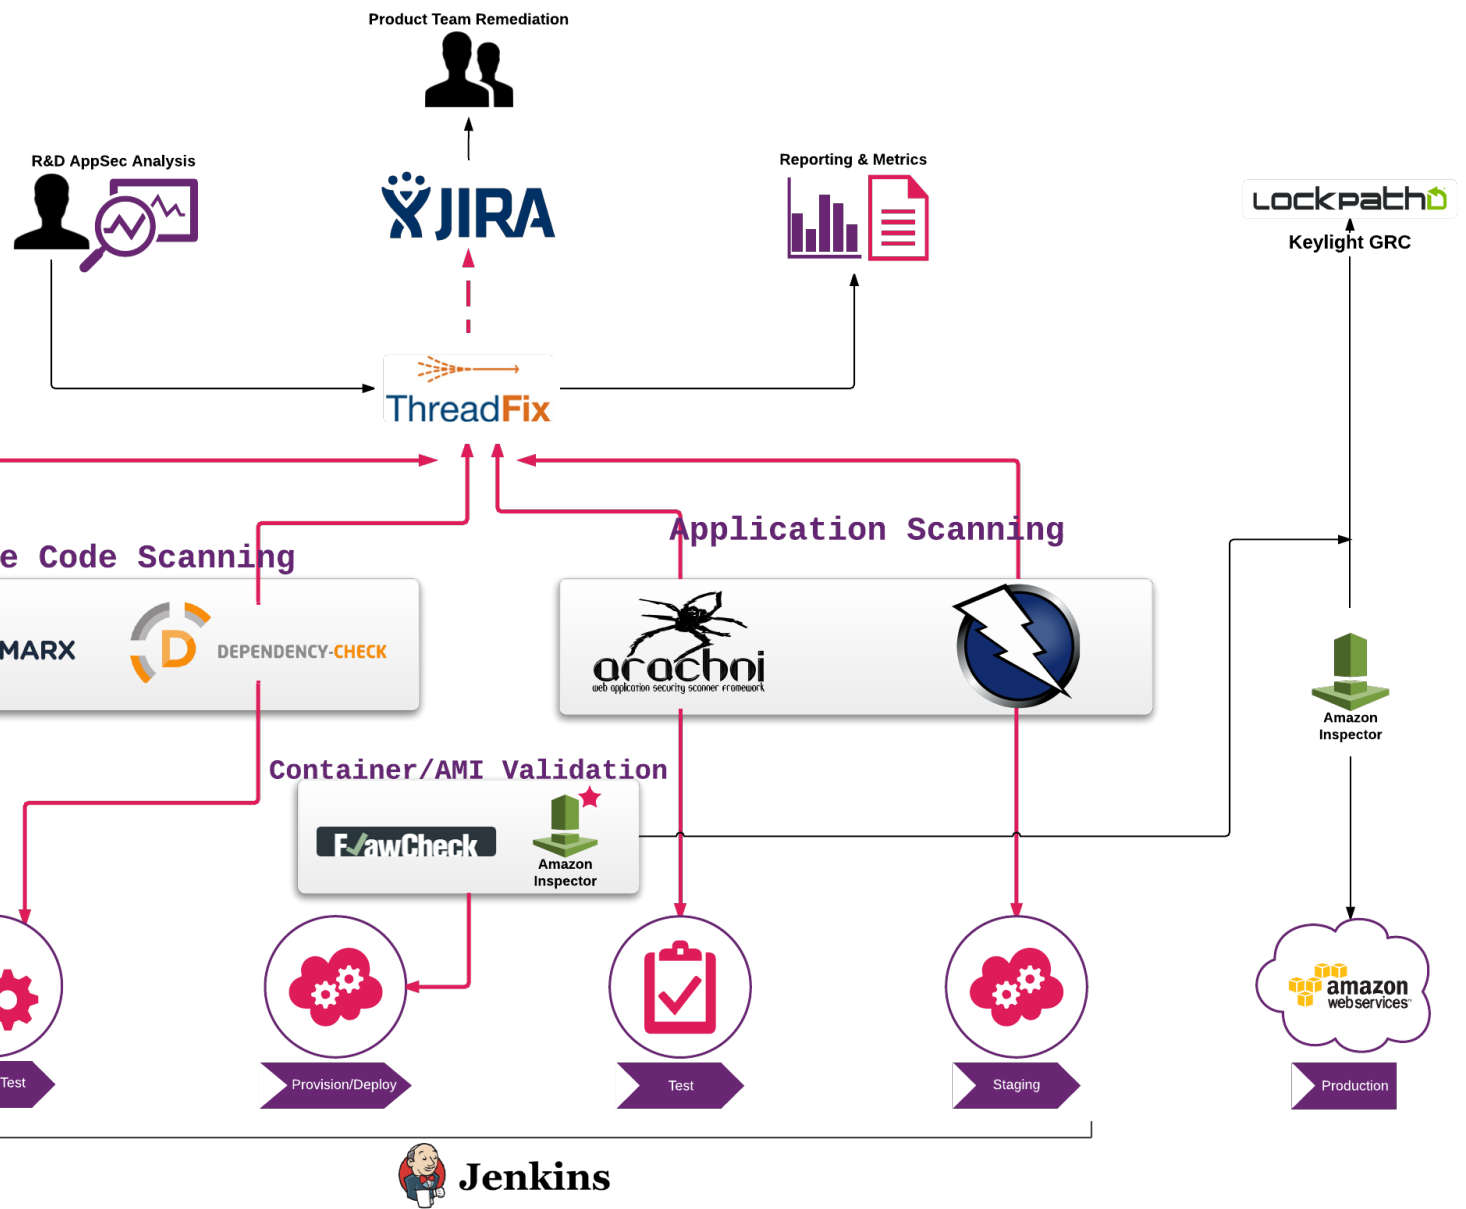 Product Team Remediation
R&D AppSec Analysis
JIRA
Reporting & Metrics
Lockpath
Keylight GRC
ThreadFix
e Code Scanning
Application Scanning
MARX
D
DEPENDENCY-CHECK
arachni
web application security scanner framework
Amazon
Inspector
Container/AMI Validation
FlawCheck
Amazon
Inspector
amazon
webservices™
Test
Provision/Deploy
Test
Staging
Production
Jenkins